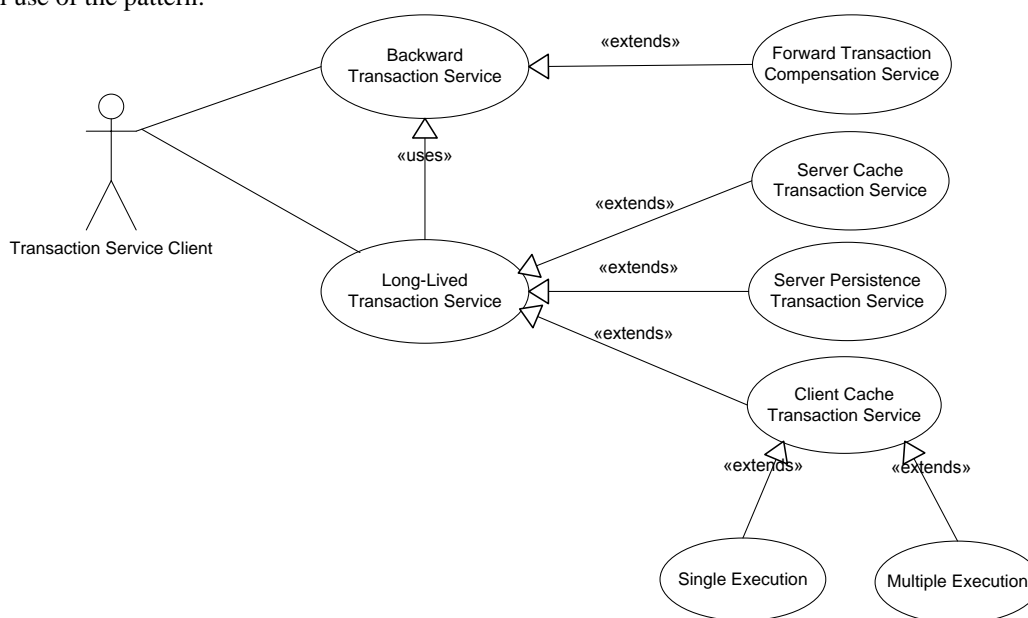 use of the pattern.
Backward
Transaction Service
«extends»
Forward Transaction
Compensation Service
«uses»
Server Cache
Transaction Service
«extends»
Transaction Service Client
Long-Lived
Transaction Service
«extends»
Server Persistence
Transaction Service
«extends»
Client Cache
Transaction Service
«extends»
«extends»
Single Execution
Multiple Execution